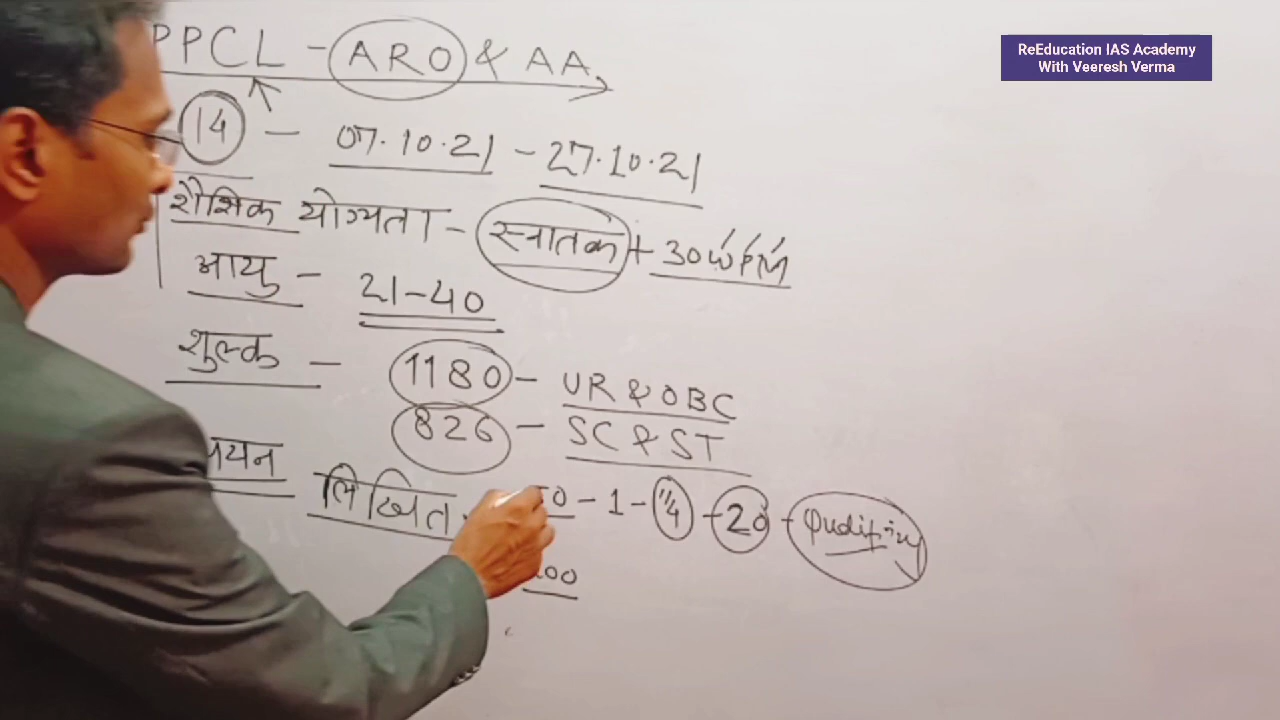 ReEducation IAS Academy
With Veeresh Verma
PPCL - ARO & AA
14 - 07.10.21 - 27.10.21
शैक्षिक योग्यता - स्नातक + 30 WPM
आयु - 21-40
शुल्क - 1180 - UR & OBC
826 - SC & ST
लिखित - 1 - 1/4 - 20 - Qualifying